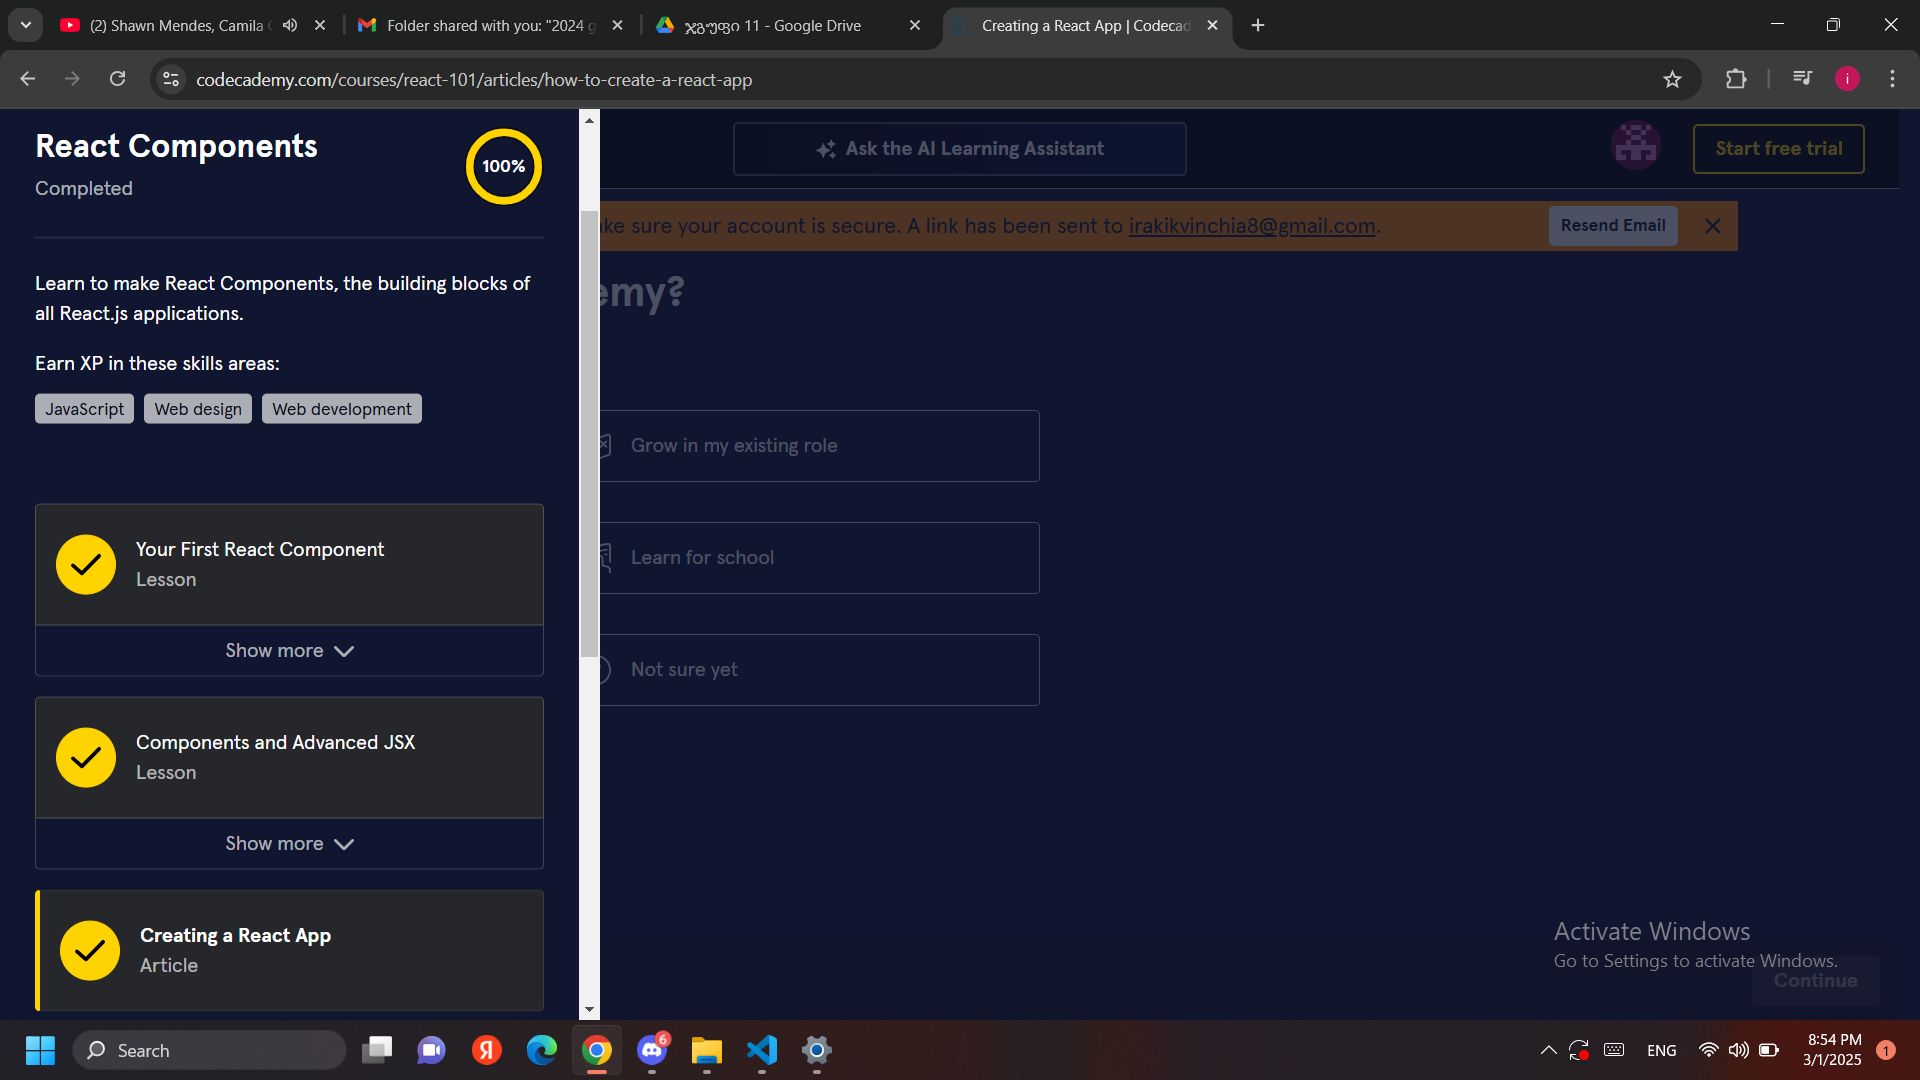 (2) Shawn Mendes, Camila
Folder shared with you: "2024 g
ჯგუფი 11 - Google Drive
Creating a React App | Codecad
codecademy.com/courses/react-101/articles/how-to-create-a-react-app
i
React Components
Completed
100%
Ask the AI Learning Assistant
Start free trial
ke sure your account is secure. A link has been sent to irakikvinchia8@gmail.com.
Resend Email
emy?
Learn to make React Components, the building blocks of
all React.js applications.
Earn XP in these skills areas:
JavaScript
Web design
Web development
Grow in my existing role
Learn for school
Not sure yet
Your First React Component
Lesson
Show more
Components and Advanced JSX
Lesson
Show more
Creating a React App
Article
Activate Windows
Go to Settings to activate Windows.
Continue
Search
Я
6
ENG
8:54 PM
3/1/2025
1